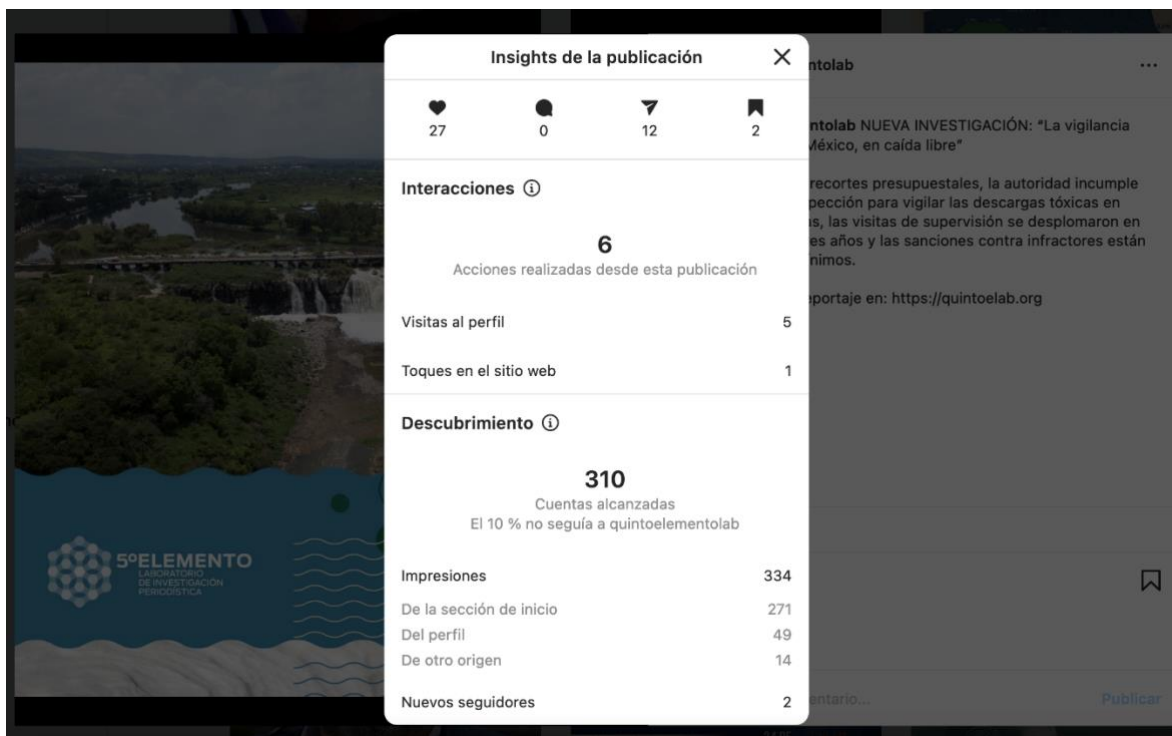 Insights de la publicación
27
0
12
2
Interacciones
6
Acciones realizadas desde esta publicación
Visitas al perfil 5
Toques en el sitio web 1
Descubrimiento
310
Cuentas alcanzadas
El 10 % no seguía a quintoelementolab
Impresiones 334
De la sección de inicio 271
Del perfil 49
De otro origen 14
Nuevos seguidores 2
5ºELEMENTO
LABORATORIO
DE INVESTIGACIÓN
PERIODÍSTICA
ntolab
ntolab NUEVA INVESTIGACIÓN: “La vigilancia
México, en caída libre”
recortes presupuestales, la autoridad incumple
pección para vigilar las descargas tóxicas en
s, las visitas de supervisión se desplomaron en
es años y las sanciones contra infractores están
nimos.
eportaje en: https://quintoelab.org
entario...
Publicar